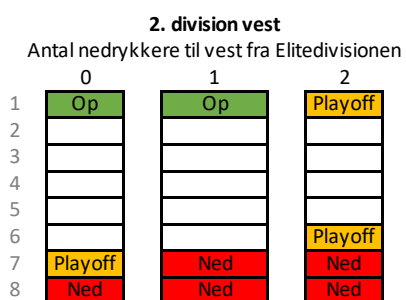 2. division vest
Antal nedrykkere til vest fra Elitedivisionen
0 1 2
1 Op Op Playoff
2
3
4
5
6 Playoff
7 Playoff Ned Ned
8 Ned Ned Ned